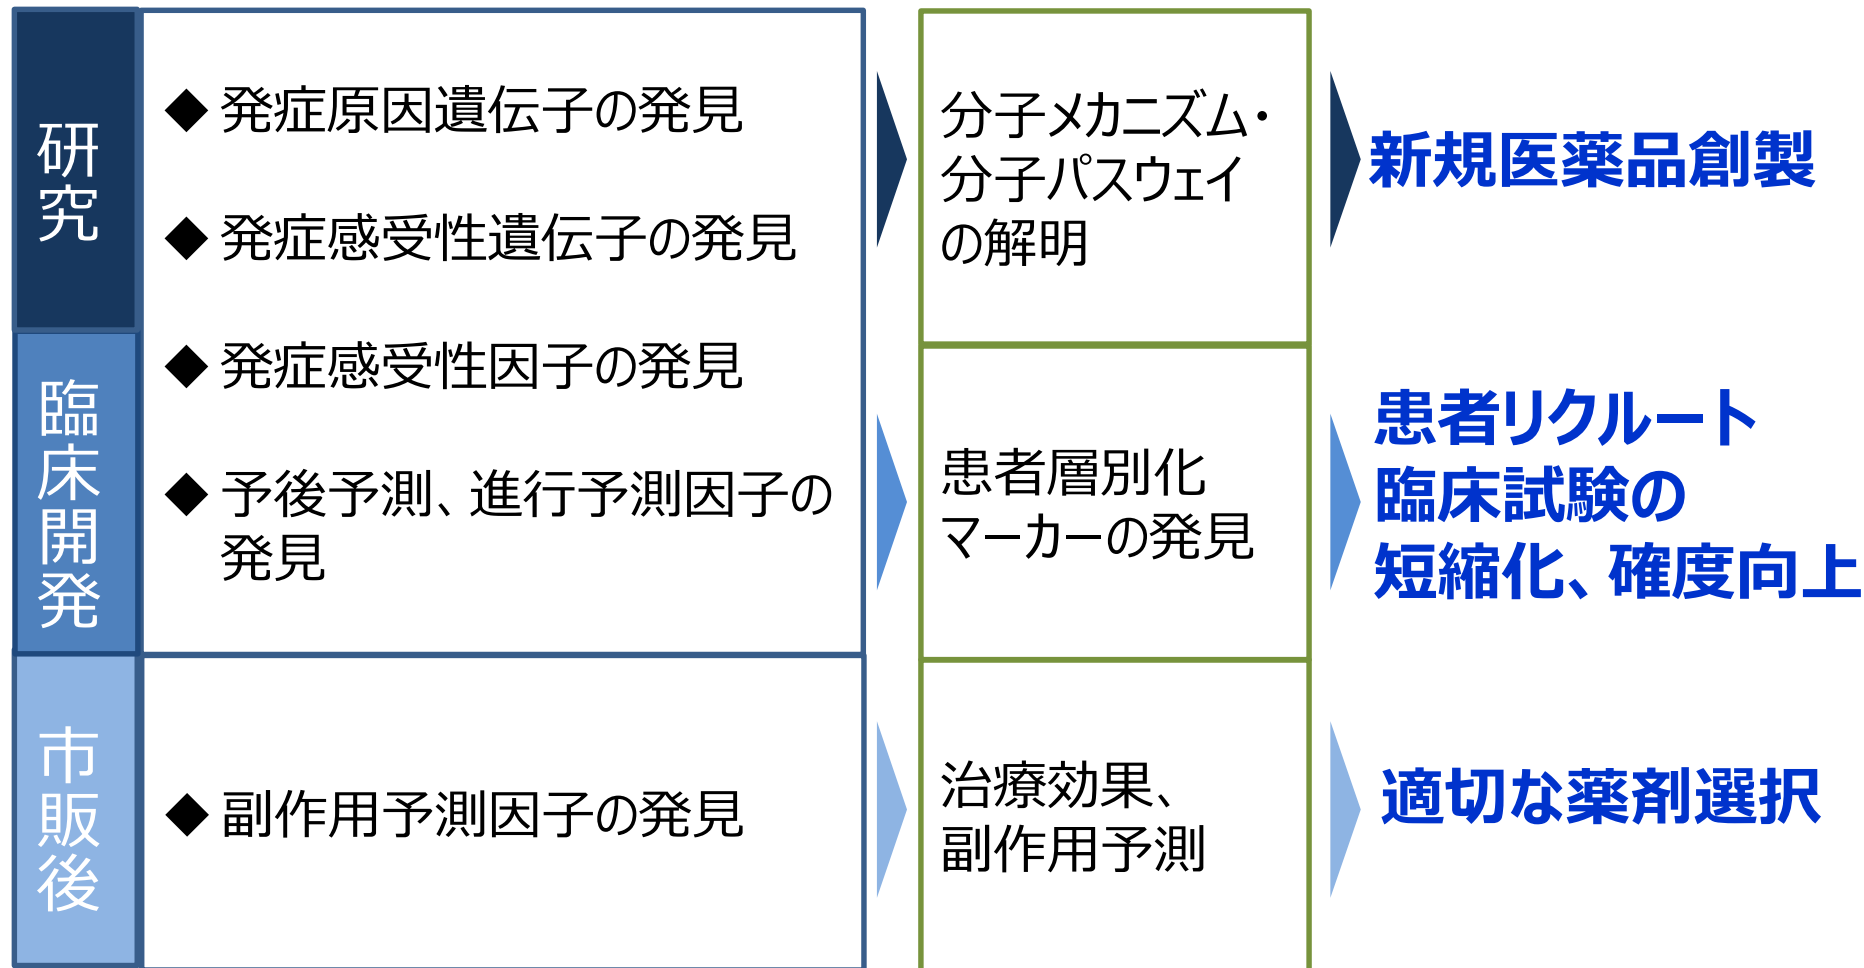 研究
◆ 発症原因遺伝子の発見
◆ 発症感受性遺伝子の発見
◆ 発症感受性因子の発見
◆ 予後予測、進行予測因子の
発見
分子メカニズム・
分子パスウェイ
の解明
新規医薬品創製
臨床開発
患者層別化
マーカーの発見
患者リクルート
臨床試験の
短縮化、確度向上
市販後
◆ 副作用予測因子の発見
治療効果、
副作用予測
適切な薬剤選択